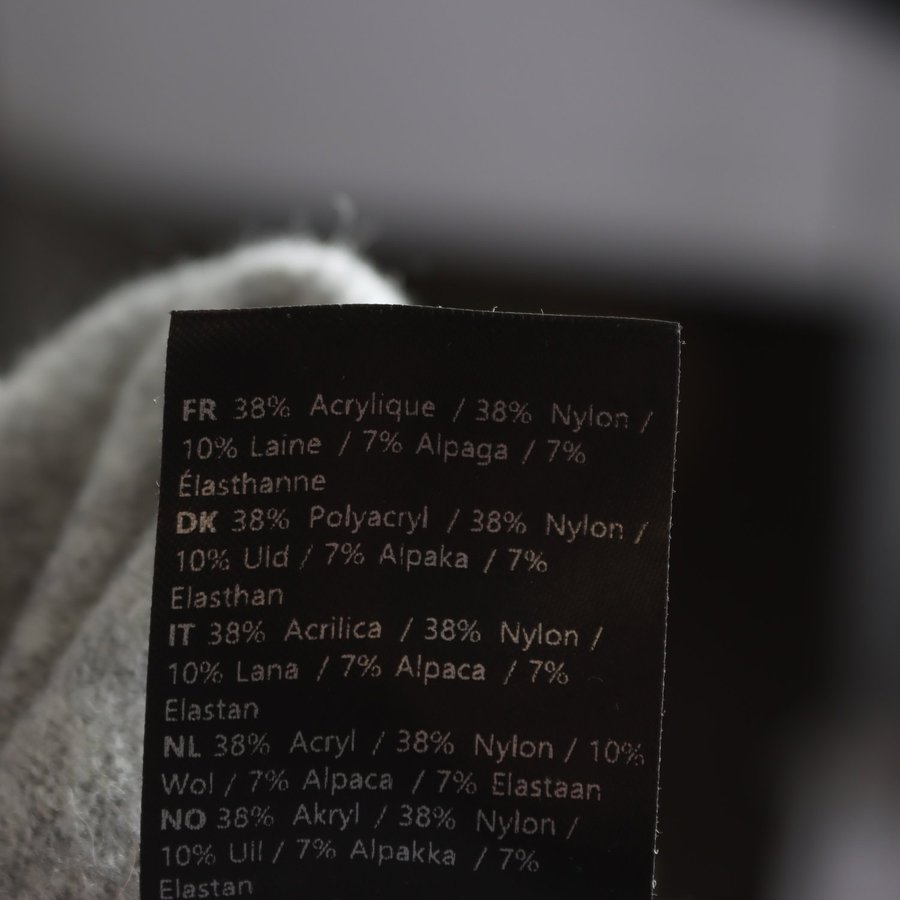 FR 38% Acrylique / 38% Nylon /
10% Laine / 7% Alpaga / 7%
Élasthanne
DK 38% Polyacryl / 38% Nylon /
10% Uld / 7% Alpaka / 7%
Elasthan
IT 38% Acrilica / 38% Nylon /
10% Lana / 7% Alpaca / 7%
Elastan
NL 38% Acryl / 38% Nylon / 10%
Wol / 7% Alpaca / 7% Elastaan
NO 38% Akryl / 38% Nylon /
10% Ull / 7% Alpakka / 7%
Elastan